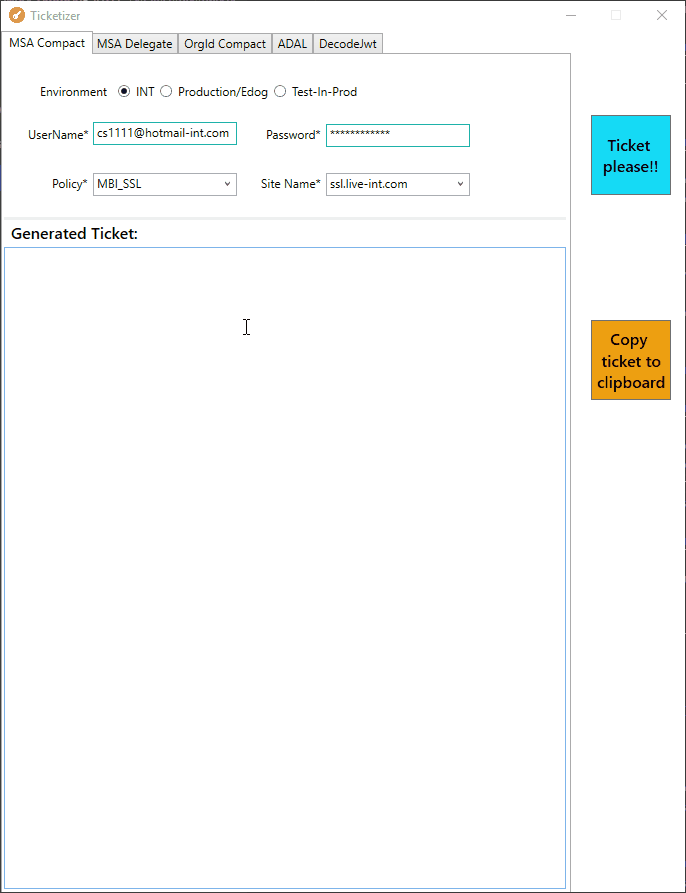 Ticketizer
MSA Compact MSA Delegate OrgId Compact ADAL DecodeJwt
Environment INT Production/Edog Test-In-Prod
UserName* cs1111@hotmail-int.com Password* ************
Policy* MBI_SSL Site Name* ssl.live-int.com
Ticket
please!!
Generated Ticket:
Copy
ticket to
clipboard